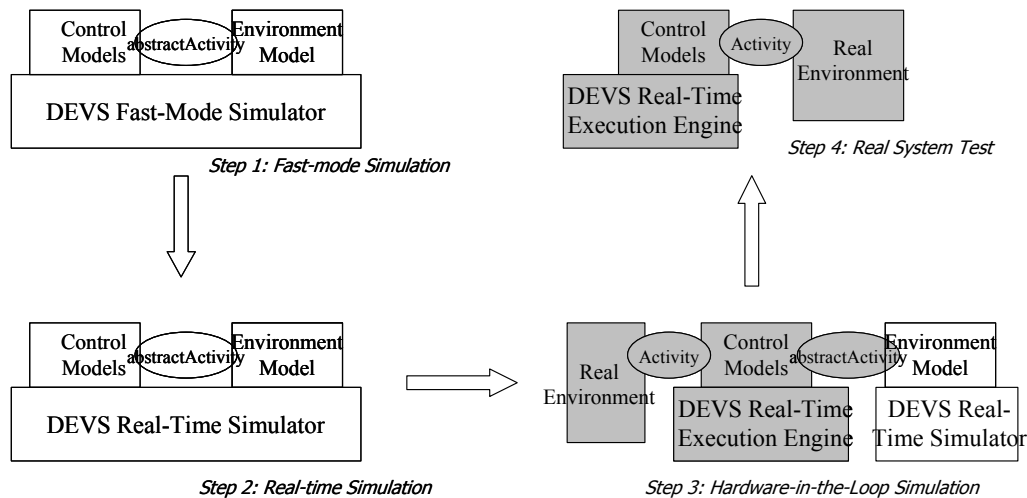 Control
Models
abstractActivity
Environment
Model
DEVS Fast-Mode Simulator
Step 1: Fast-mode Simulation
Control
Models
Activity
Real
Environment
DEVS Real-Time
Execution Engine
Step 4: Real System Test
Control
Models
abstractActivity
Environment
Model
DEVS Real-Time Simulator
Step 2: Real-time Simulation
Real
Environment
Activity
Control
Models
abstractActivity
Environment
Model
DEVS Real-Time
Execution Engine
DEVS Real-
Time Simulator
Step 3: Hardware-in-the-Loop Simulation